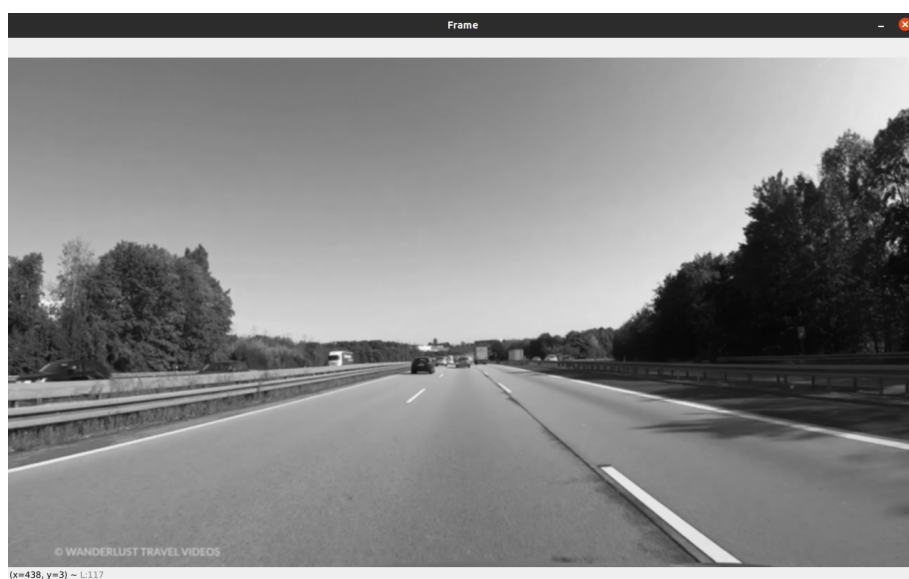 Frame
© WANDERLUST TRAVEL VIDEOS
(x=438, y=3) ~ L:117